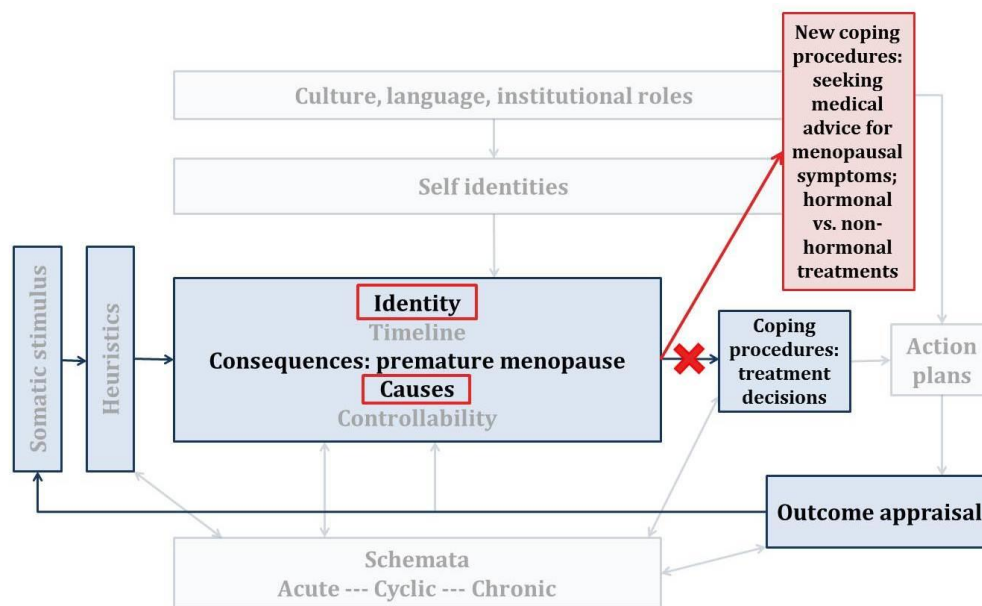 Culture, language, institutional roles
Self identities
New coping
procedures:
seeking
medical
advice for
menopausal
symptoms;
hormonal
vs. non-
hormonal
treatments
Somatic stimulus
Heuristics
Identity
Timeline
Consequences: premature menopause
Causes
Controllability
Coping
procedures:
treatment
decisions
Action
plans
Outcome appraisal
Schemata
Acute --- Cyclic --- Chronic